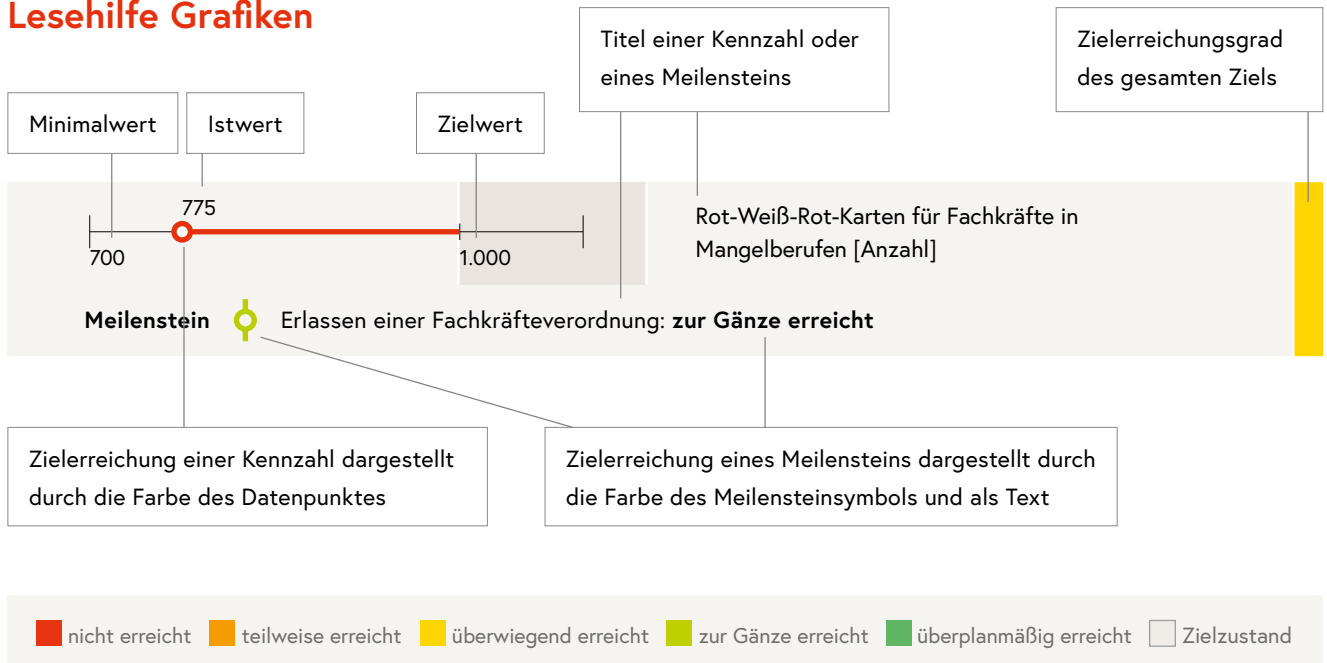 Lesehilfe Grafiken
Titel einer Kennzahl oder
eines Meilensteins
Zielerreichungsgrad
des gesamten Ziels
Minimalwert
Istwert
Zielwert
775
700
1.000
Rot-Weiß-Rot-Karten für Fachkräfte in
Mangelberufen [Anzahl]
Meilenstein Erlassen einer Fachkräfteverordnung: zur Gänze erreicht
Zielerreichung einer Kennzahl dargestellt
durch die Farbe des Datenpunktes
Zielerreichung eines Meilensteins dargestellt durch
die Farbe des Meilensteinsymbols und als Text
nicht erreicht teilweise erreicht überwiegend erreicht zur Gänze erreicht überplanmäßig erreicht Zielzustand